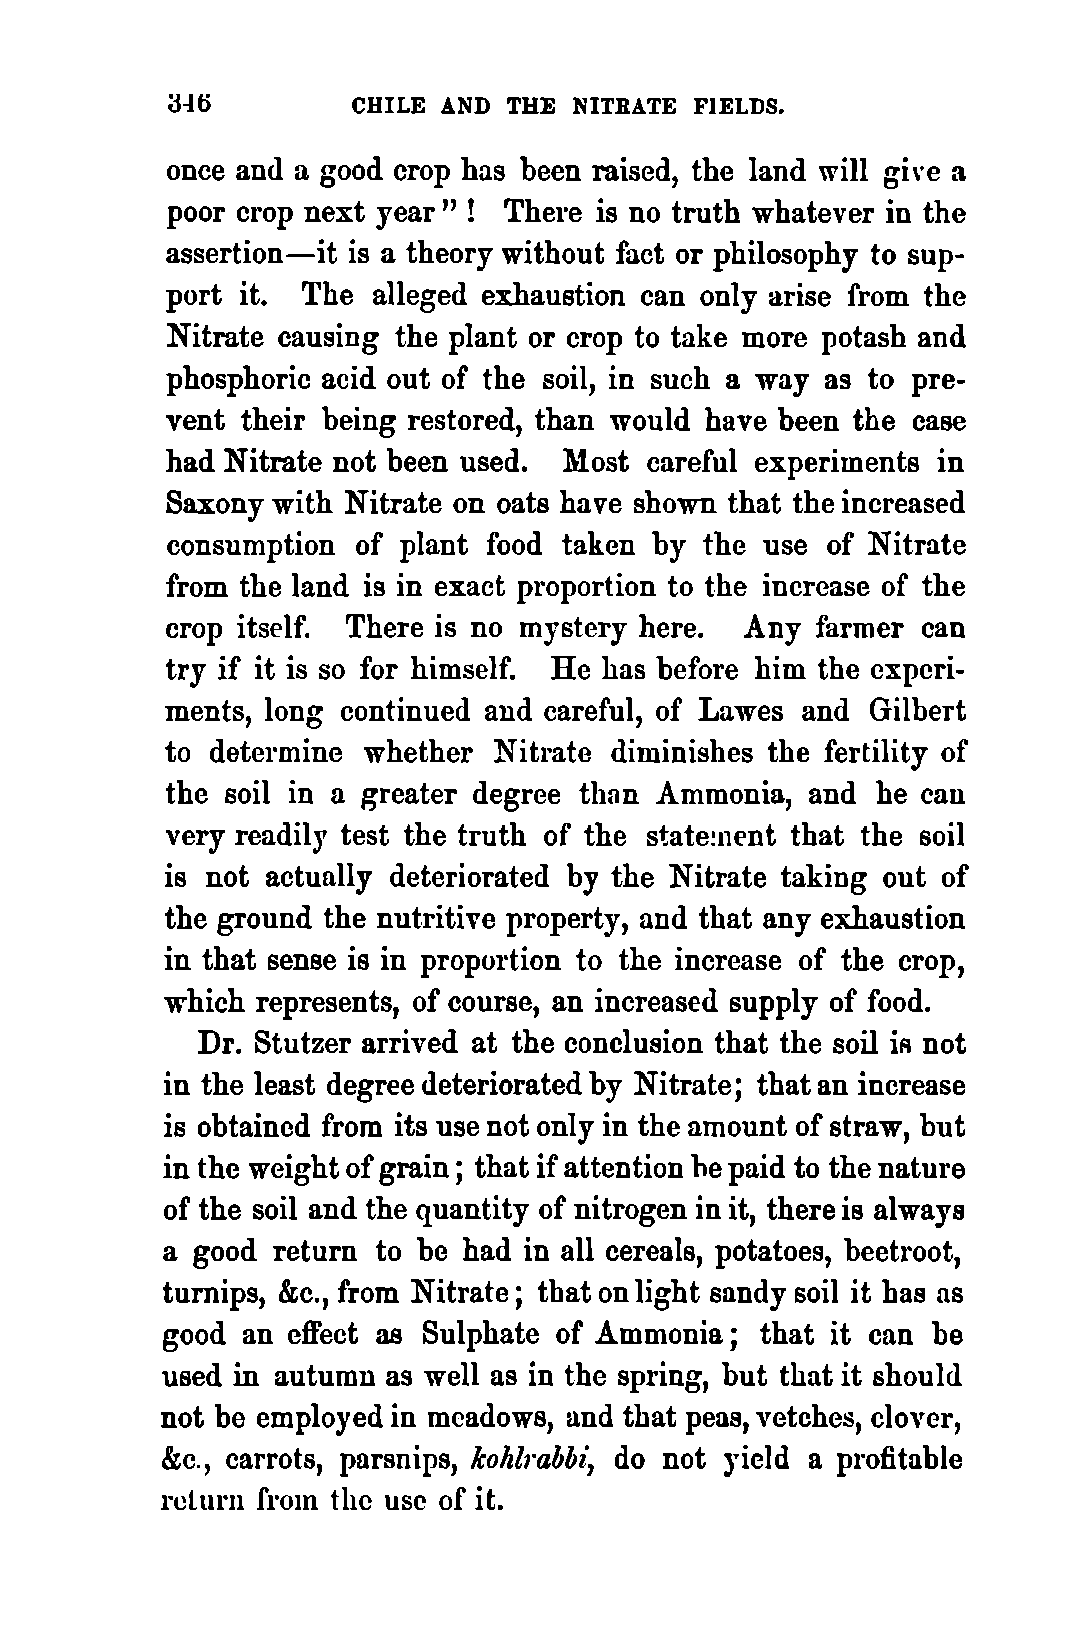 346 CHILE AND THE NITRATE FIELDS.
once and a good crop has been raised, the land will give a
poor crop next year" ! There is no truth whatever in the
assertion—it is a theory without fact or philosophy to sup-
port it. The alleged exhaustion can only arise from the
Nitrate causing the plant or crop to take more potash and
phosphoric acid out of the soil, in such a way as to pre-
vent their being restored, than would have been the case
had Nitrate not been used. Most careful experiments in
Saxony with Nitrate on oats have shown that the increased
consumption of plant food taken by the use of Nitrate
from the land is in exact proportion to the increase of the
crop itself. There is no mystery here. Any farmer can
try if it is so for himself. He has before him the experi-
ments, long continued and careful, of Lawes and Gilbert
to determine whether Nitrate diminishes the fertility of
the soil in a greater degree than Ammonia, and he can
very readily test the truth of the statement that the soil
is not actually deteriorated by the Nitrate taking out of
the ground the nutritive property, and that any exhaustion
in that sense is in proportion to the increase of the crop,
which represents, of course, an increased supply of food.
Dr. Stutzer arrived at the conclusion that the soil is not
in the least degree deteriorated by Nitrate; that an increase
is obtained from its use not only in the amount of straw, but
in the weight of grain; that if attention be paid to the nature
of the soil and the quantity of nitrogen in it, there is always
a good return to be had in all cereals, potatoes, beetroot,
turnips, &c., from Nitrate; that on light sandy soil it has as
good an effect as Sulphate of Ammonia; that it can be
used in autumn as well as in the spring, but that it should
not be employed in meadows, and that peas, vetches, clover,
&c., carrots, parsnips, kohlrabbi, do not yield a profitable
return from the use of it.